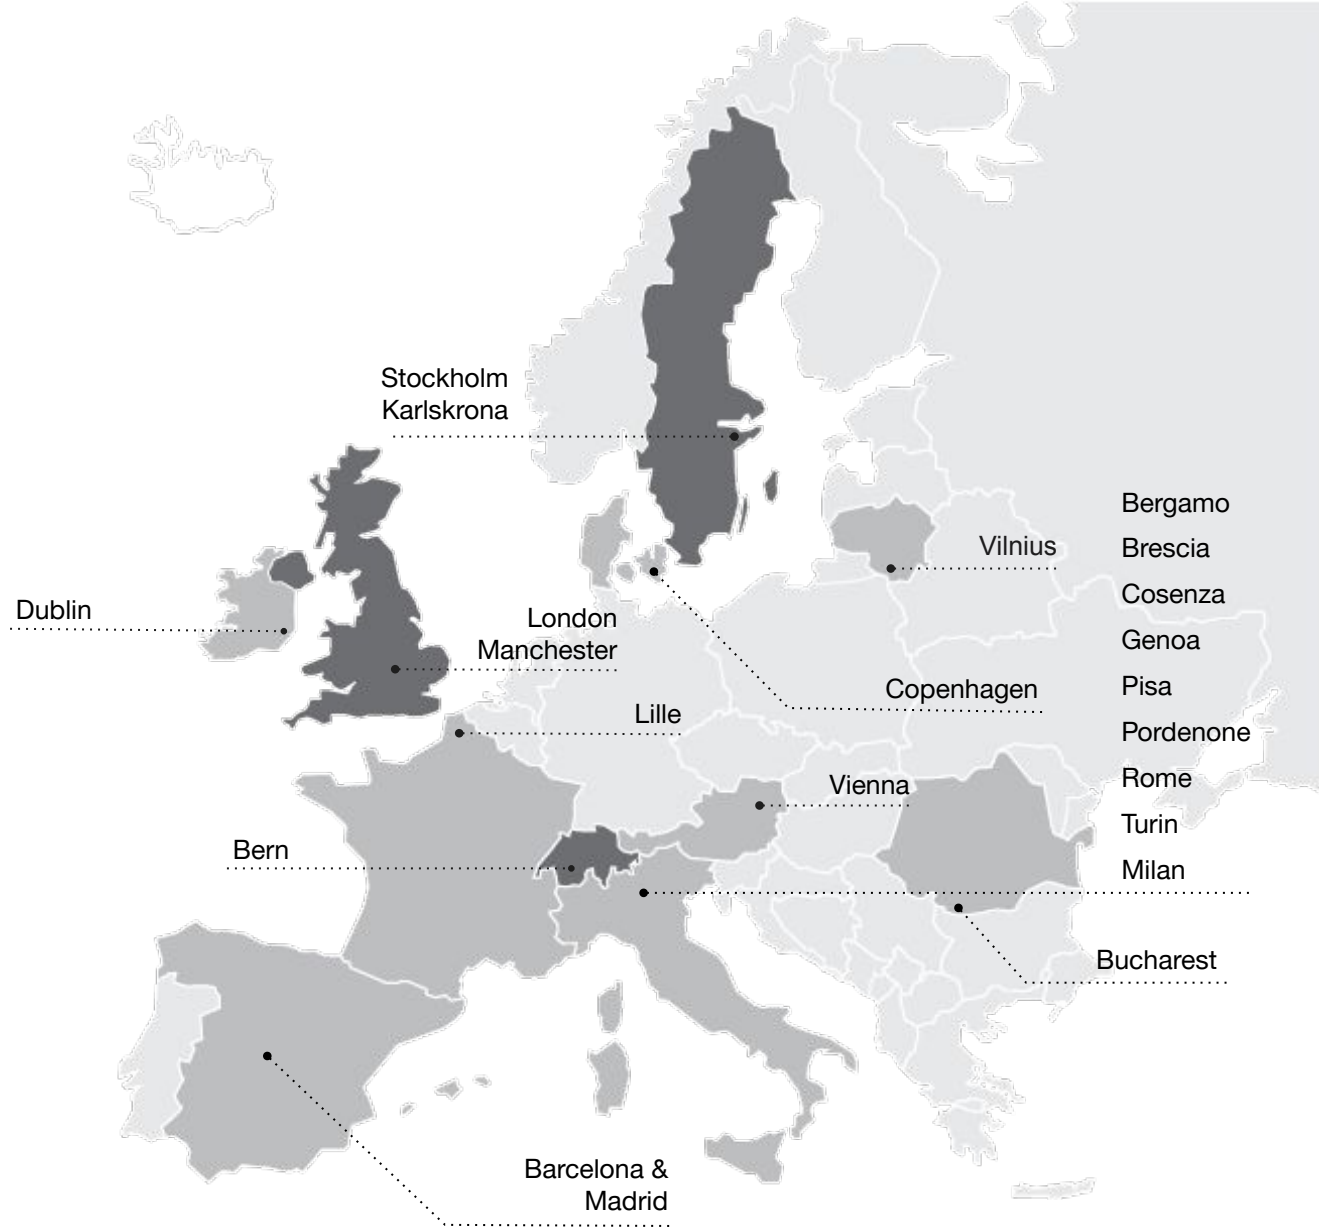 Stockholm
Karlskrona
Bergamo
Brescia
Vilnius
Cosenza
Dublin
London
Manchester
Genoa
Pisa
Copenhagen
Lille
Pordenone
Rome
Vienna
Turin
Bern
Milan
Bucharest
Barcelona &
Madrid